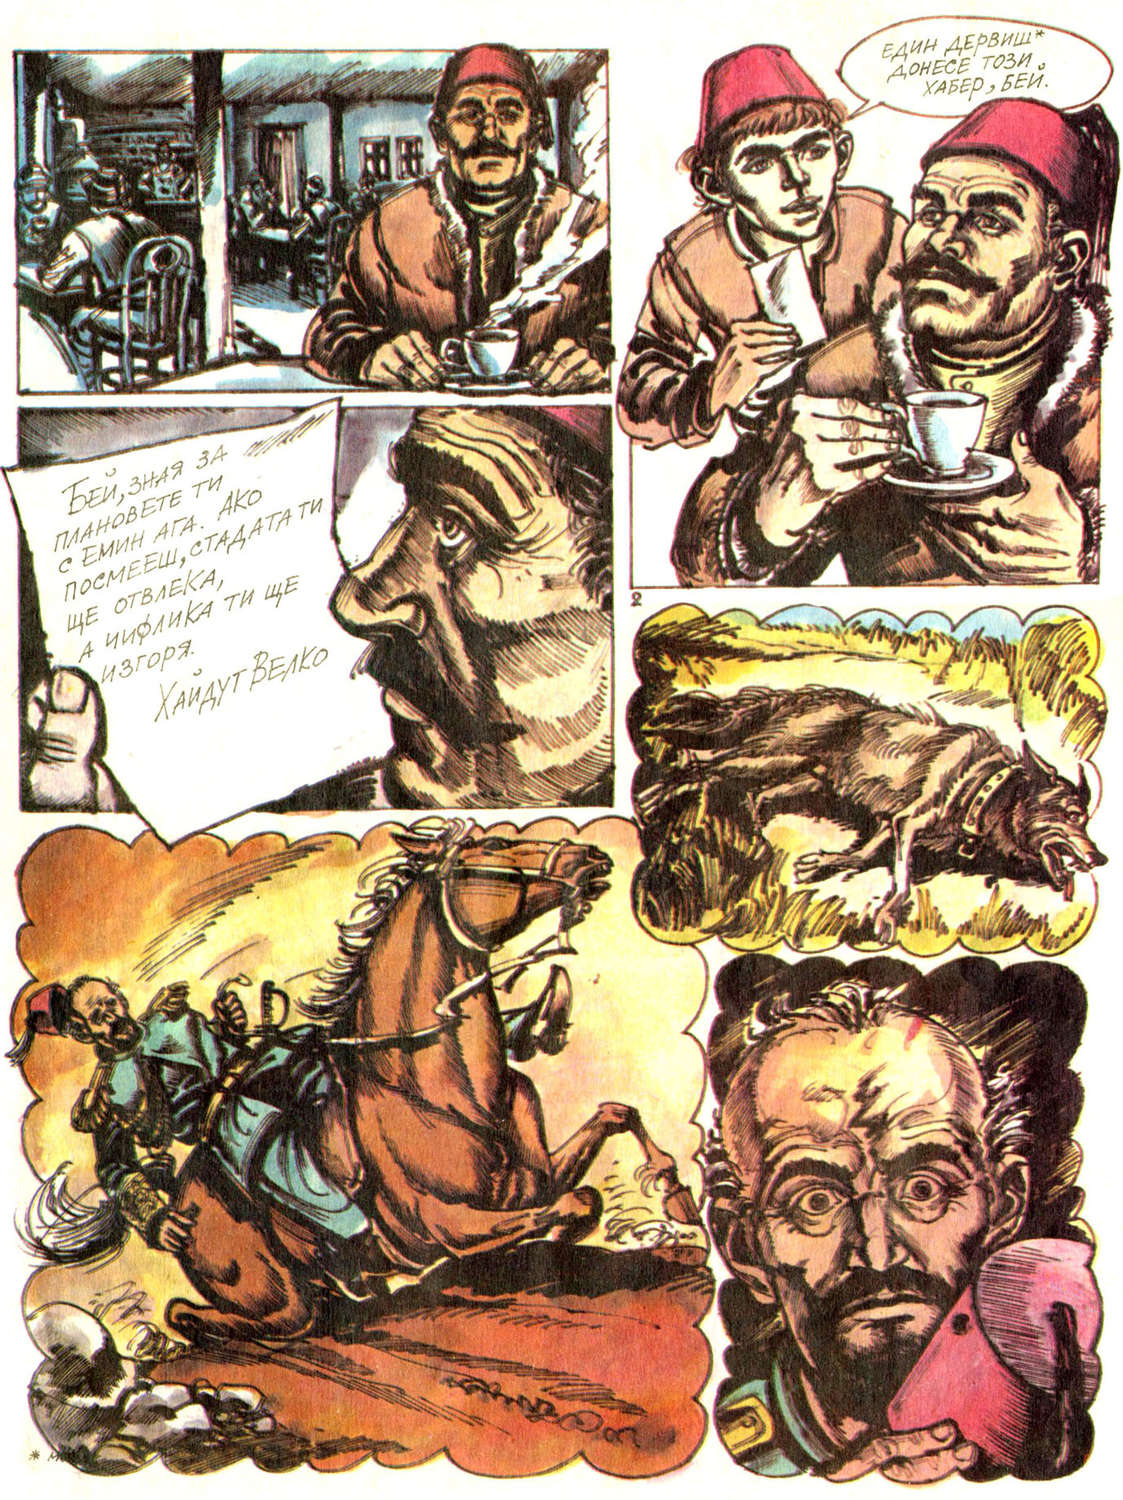 ЕДИН ДЕРВИШ*
ДОНЕСЕ ТОЗИ
ХАБЕР, БЕЙ.
БЕЙ, ЗНАЯ ЗА
ПЛАНОВЕТЕ ТИ
С ЕМИН АГА. АКО
ПОСМЕЕШ, СТАДАТА ТИ
ЩЕ ОТВЛЕКА,
А ЧИФЛИКА ТИ ЩЕ
ИЗГОРЯ.
ХАЙДУТ ВЕЛКО
2
*